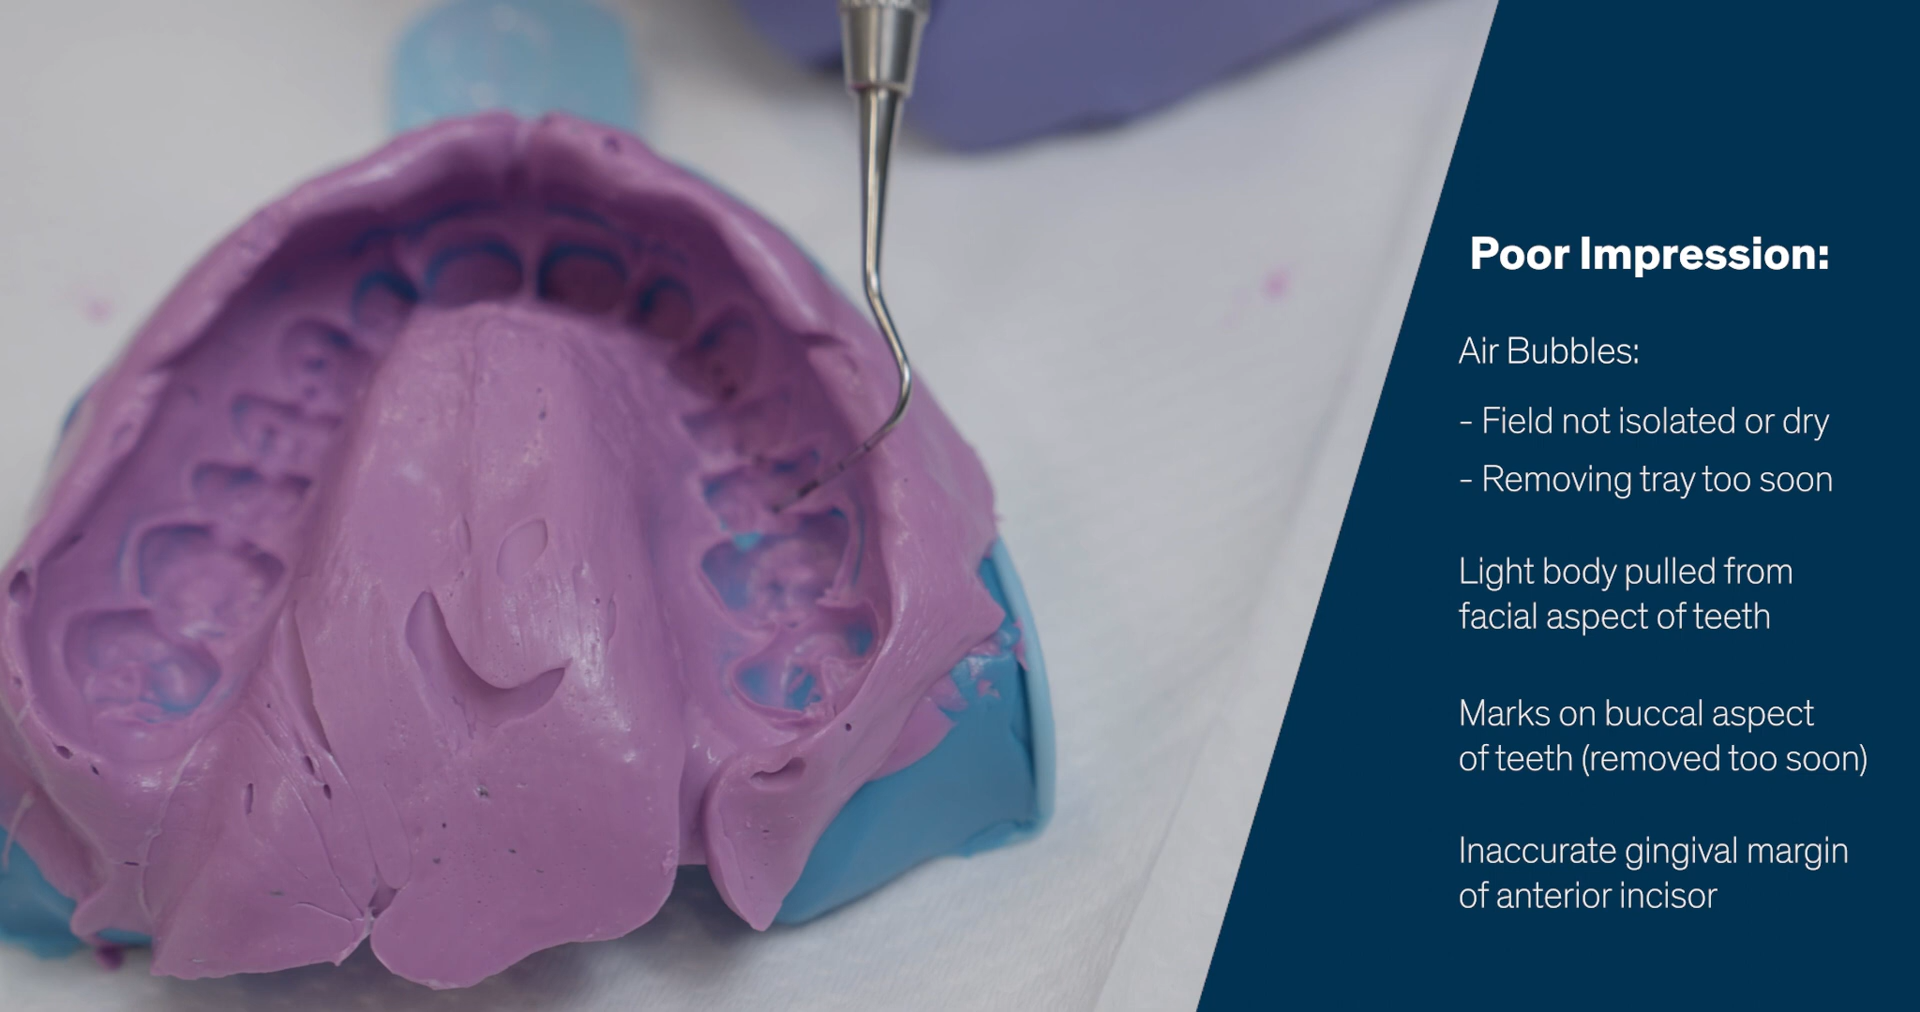 Poor Impression:
Air Bubbles:
- Field not isolated or dry
- Removing tray too soon
Light body pulled from
facial aspect of teeth
Marks on buccal aspect
of teeth (removed too soon)
Inaccurate gingival margin
of anterior incisor